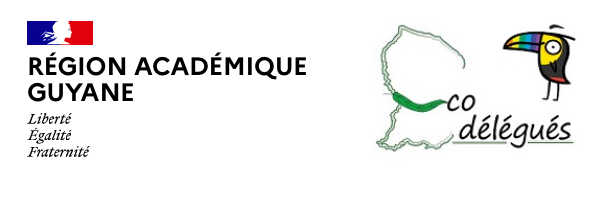 RÉGION ACADÉMIQUE
GUYANE
Liberté
Égalité
Fraternité
co
délégués